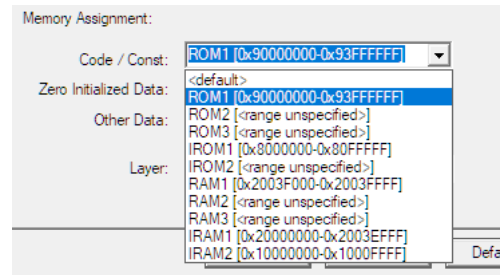 Memory Assignment:
Code / Const: ROM1 [0x90000000-0x93FFFFFF]
<default>
Zero Initialized Data: ROM1 [0x90000000-0x93FFFFFF]
ROM2 [<range unspecified>]
Other Data: ROM3 [<range unspecified>]
IROM1 [0x8000000-0x80FFFFF]
IROM2 [<range unspecified>]
Layer: RAM1 [0x2003F000-0x2003FFFF]
RAM2 [<range unspecified>]
RAM3 [<range unspecified>]
IRAM1 [0x20000000-0x2003EFFF]
IRAM2 [0x10000000-0x1000FFFF]
Defa